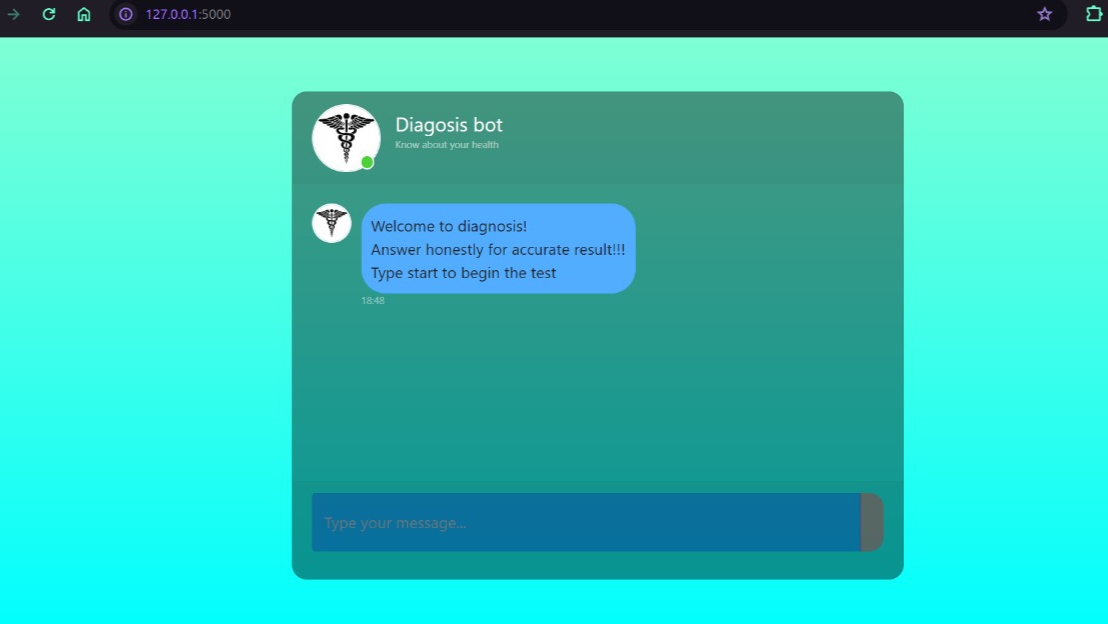 127.0.0.1:5000
Diagosis bot
Know about your health
Welcome to diagnosis!
Answer honestly for accurate result!!!
Type start to begin the test
18:48
Type your message...